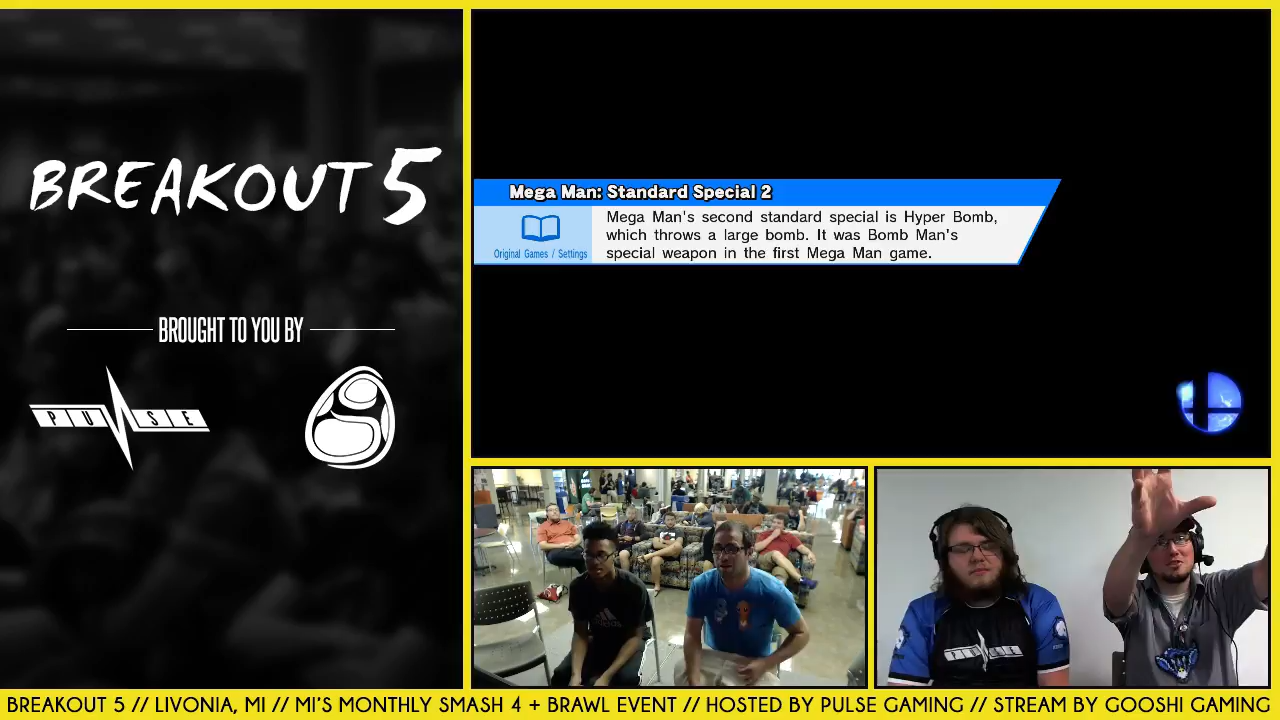 BREAKOUT 5
BROUGHT TO YOU BY
PULSE
Mega Man: Standard Special 2
Original Games / Settings
Mega Man's second standard special is Hyper Bomb,
which throws a large bomb. It was Bomb Man's
special weapon in the first Mega Man game.
adidas
PULSE
BREAKOUT 5 // LIVONIA, MI // MI'S MONTHLY SMASH 4 + BRAWL EVENT // HOSTED BY PULSE GAMING // STREAM BY GOOSHI GAMING